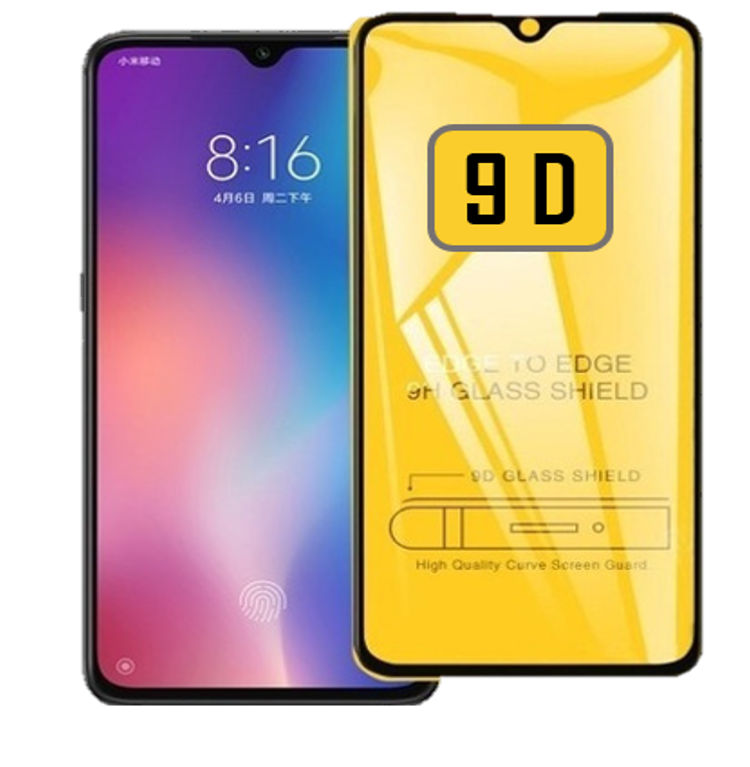 小米移动
8:16
4月6日 周二下午
9D
EDGE TO EDGE
9H GLASS SHIELD
9D GLASS SHIELD
High Quality Curve Screen Guard